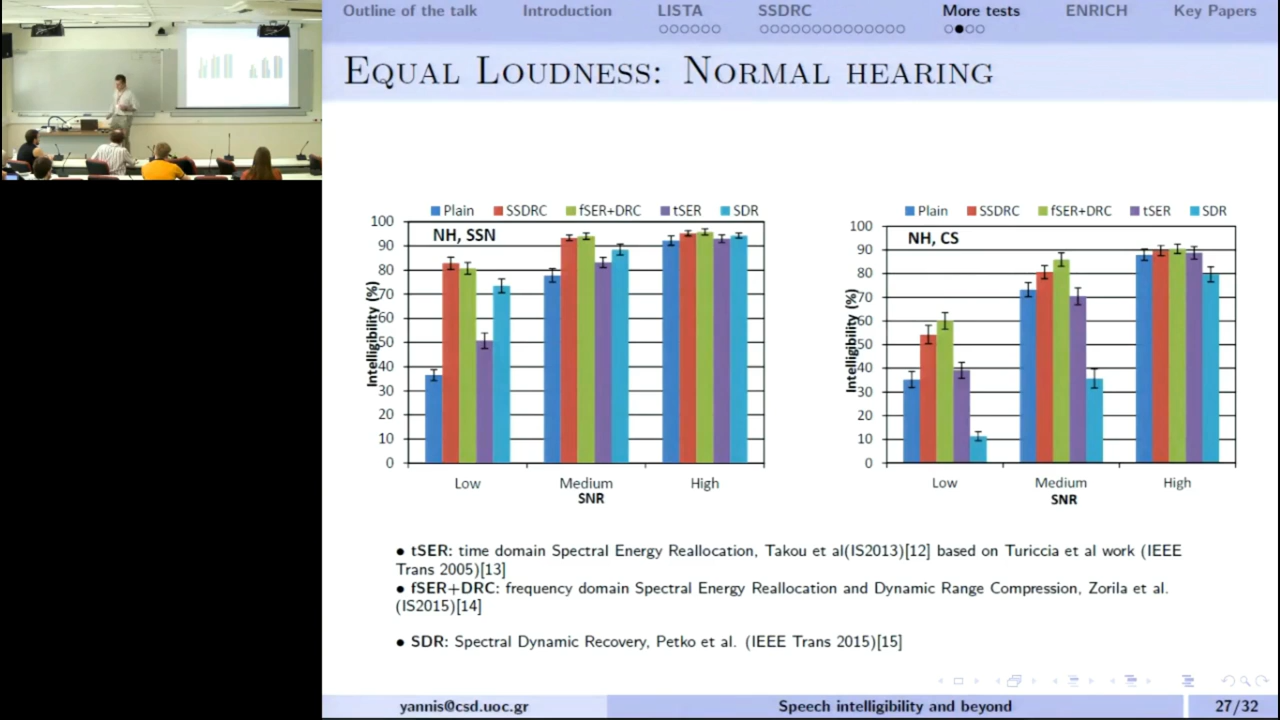 Outline of the talk Introduction LISTA SSDRC More tests ENRICH Key Papers
EQUAL LOUDNESS: NORMAL HEARING
Plain SSDRC fSER+DRC tSER SDR
NH, SSN
100
90
80
70
60
50
40
30
20
10
0
Intelligibility (%)
Low Medium High
SNR
Plain SSDRC fSER+DRC tSER SDR
NH, CS
100
90
80
70
60
50
40
30
20
10
0
Intelligibility (%)
Low Medium High
SNR
• tSER: time domain Spectral Energy Reallocation, Takou et al(IS2013)[12] based on Turiccia et al work (IEEE
Trans 2005)[13]
• fSER+DRC: frequency domain Spectral Energy Reallocation and Dynamic Range Compression, Zorila et al.
(IS2015)[14]
• SDR: Spectral Dynamic Recovery, Petko et al. (IEEE Trans 2015)[15]
yannis@csd.uoc.gr Speech intelligibility and beyond 27/32